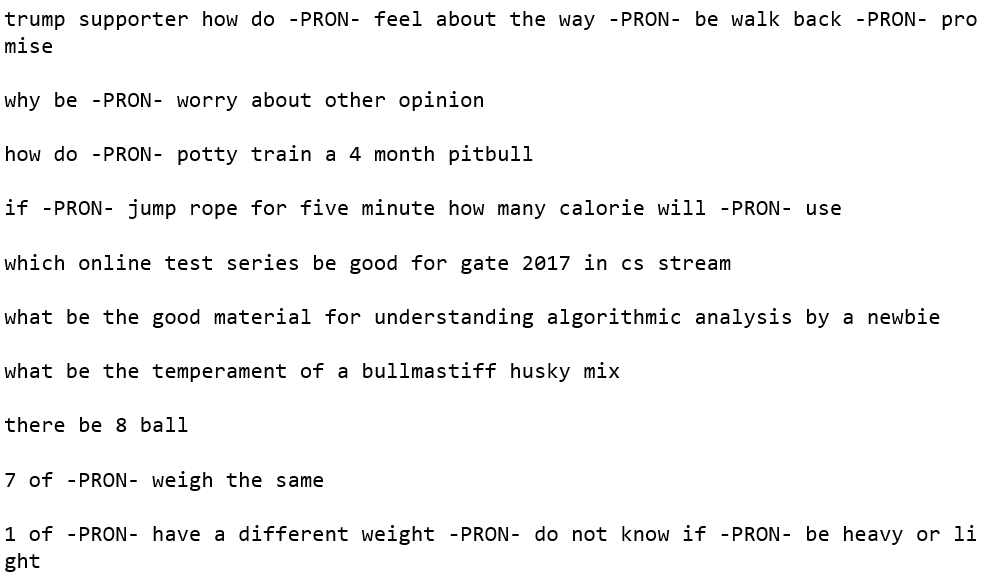 trump supporter how do -PRON- feel about the way -PRON- be walk back -PRON- pro
mise
why be -PRON- worry about other opinion
how do -PRON- potty train a 4 month pitbull
if -PRON- jump rope for five minute how many calorie will -PRON- use
which online test series be good for gate 2017 in cs stream
what be the good material for understanding algorithmic analysis by a newbie
what be the temperament of a bullmastiff husky mix
there be 8 ball
7 of -PRON- weigh the same
1 of -PRON- have a different weight -PRON- do not know if -PRON- be heavy or li
ght